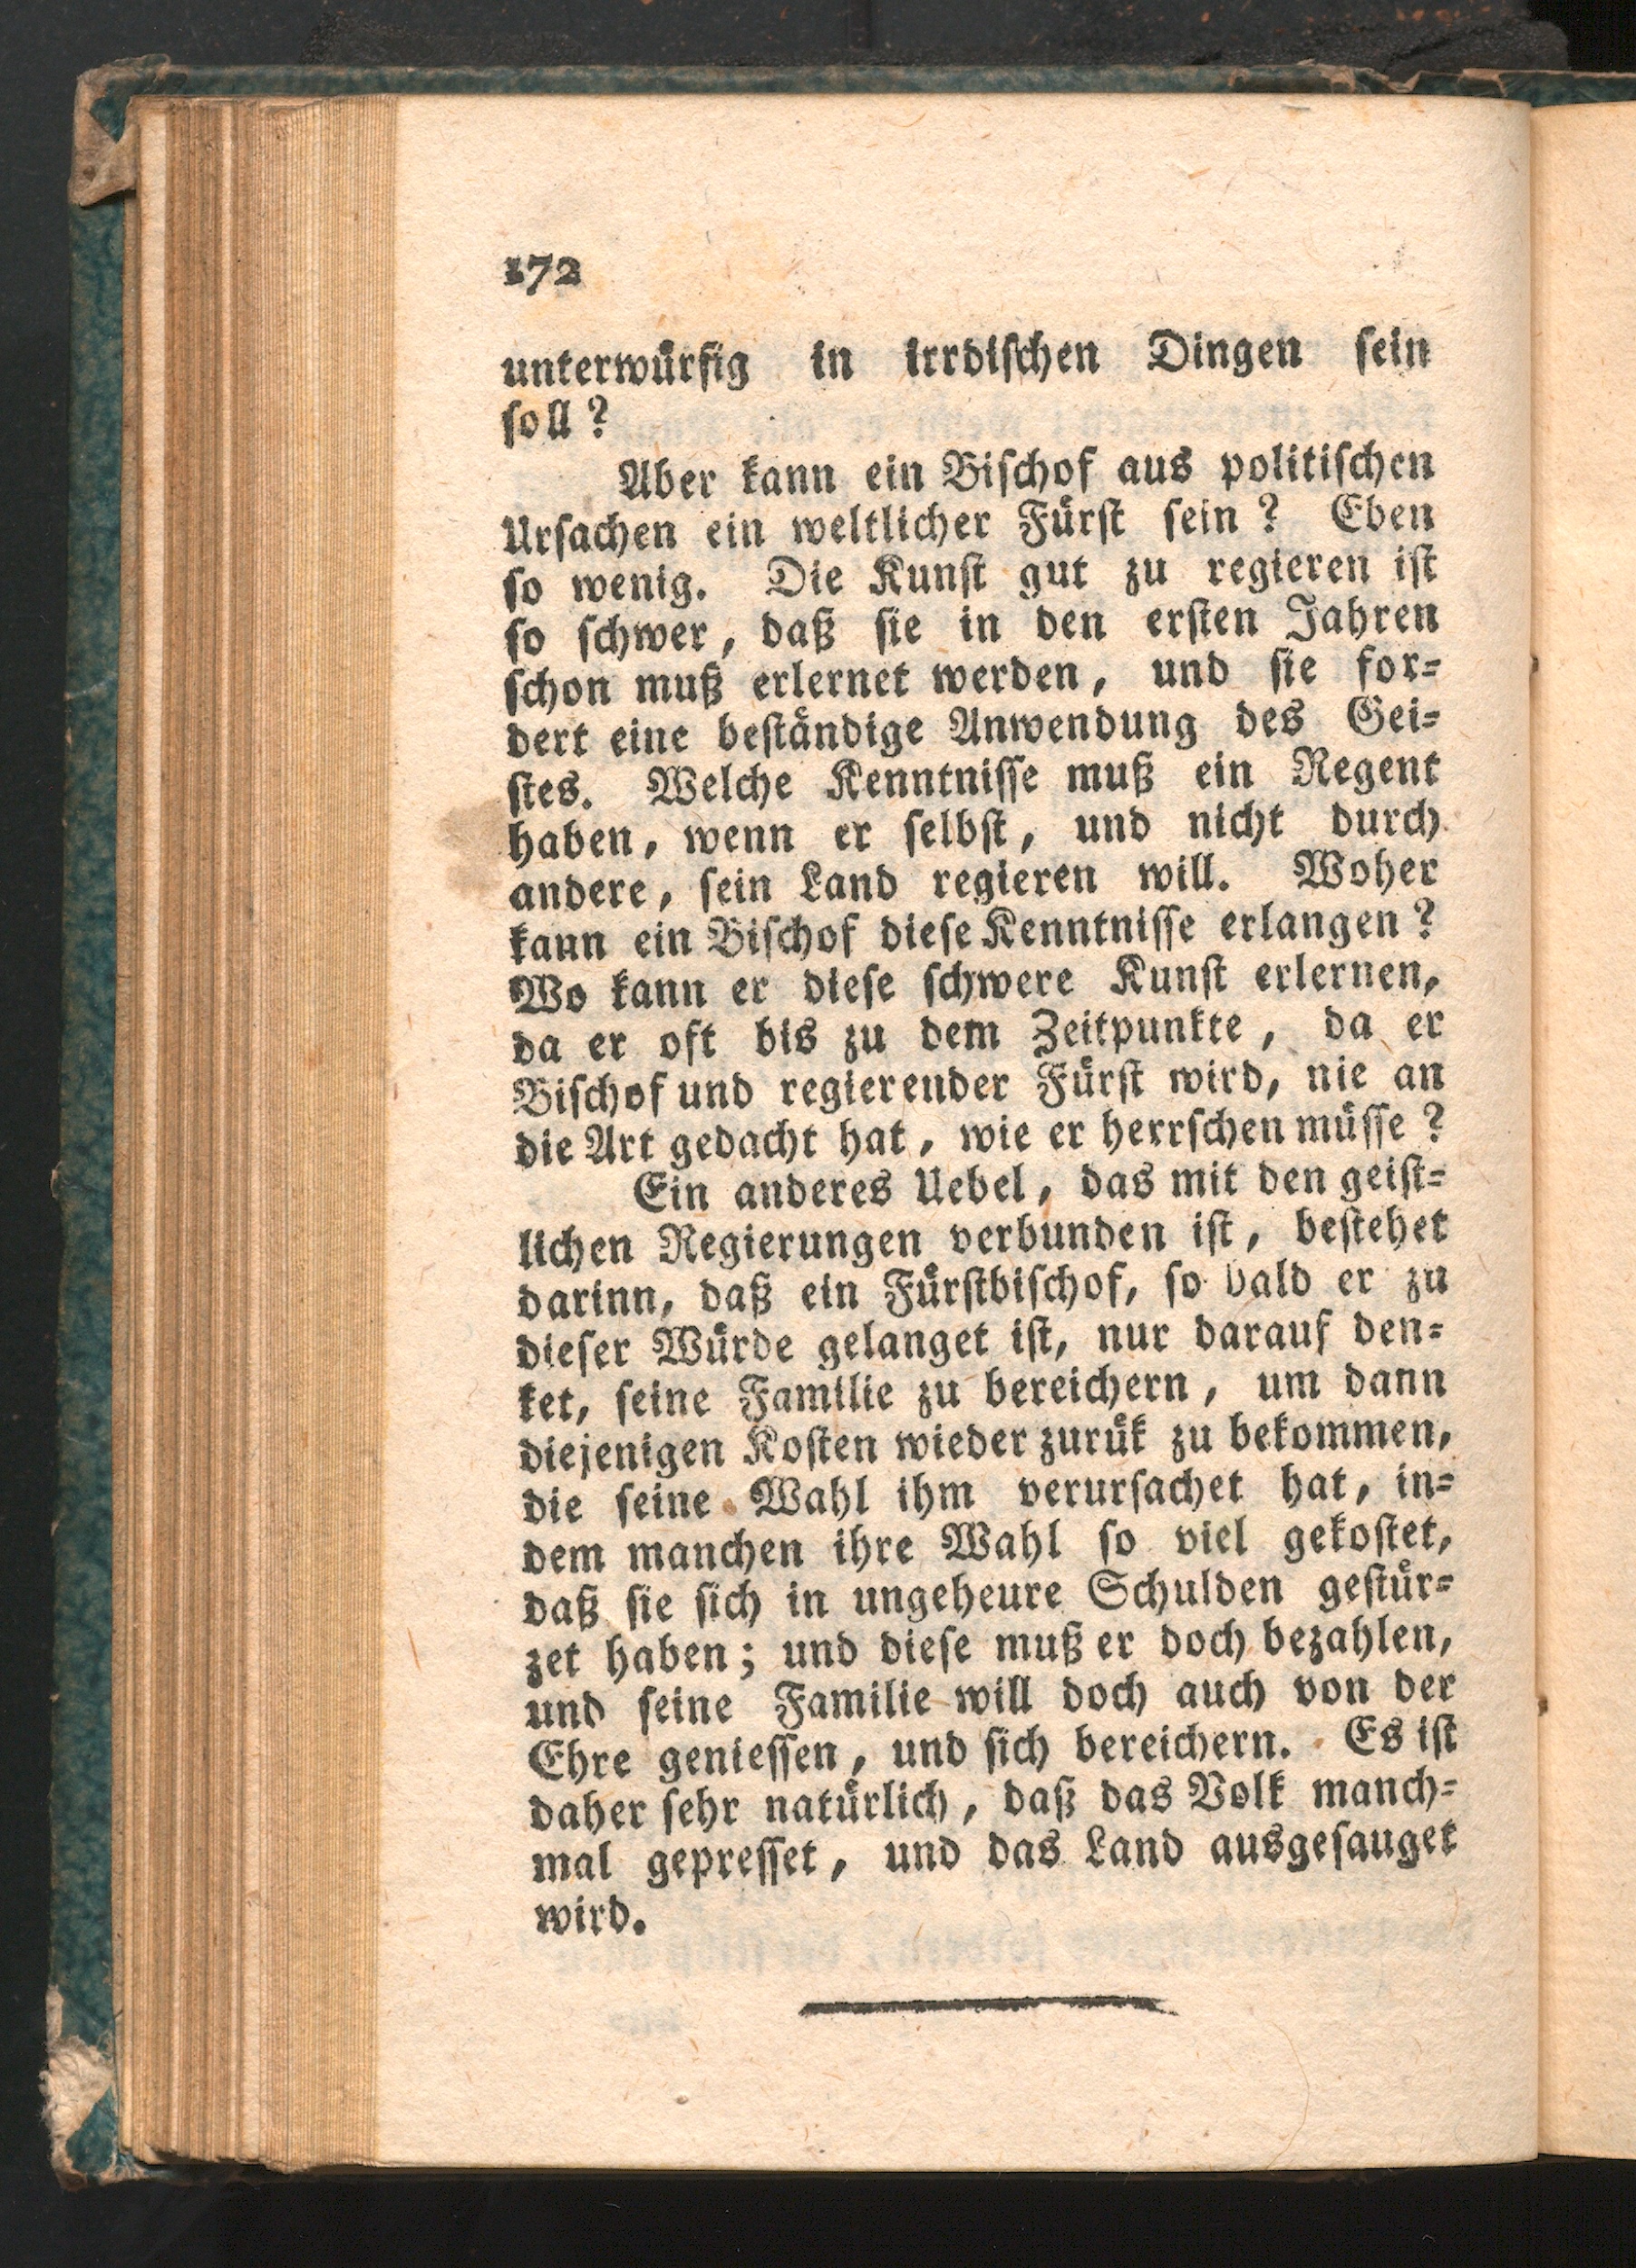 172
unterwürfig in irrdiſchen Dingen ſein
ſoll?
Aber kann ein Biſchof aus politiſchen
Urſachen ein weltlicher Fürſt ſein? Eben
ſo wenig. Die Kunſt gut zu regieren iſt
ſo ſchwer, daß ſie in den erſten Jahren
ſchon muß erlernet werden, und ſie for-
dert eine beſtändige Anwendung des Gei-
ſtes. Welche Kenntniſſe muß ein Regent
haben, wenn er ſelbſt, und nicht durch
andere, ſein Land regieren will. Woher
kann ein Biſchof dieſe Kenntniſſe erlangen?
Wo kann er dieſe ſchwere Kunſt erlernen,
da er oft bis zu dem Zeitpunkte, da er
Biſchof und regierender Fürſt wird, nie an
die Art gedacht hat, wie er herrſchen müſſe?
Ein anderes Uebel, das mit den geiſt-
lichen Regierungen verbunden iſt, beſtehet
darinn, daß ein Fürſtbiſchof, ſo bald er zu
dieſer Würde gelanget iſt, nur darauf den-
ket, ſeine Familie zu bereichern, um dann
diejenigen Koſten wieder zurük zu bekommen,
die ſeine Wahl ihm verurſachet hat, in-
dem manchen ihre Wahl ſo viel gekoſtet,
daß ſie ſich in ungeheure Schulden geſtür-
zet haben; und dieſe muß er doch bezahlen,
und ſeine Familie will doch auch von der
Ehre genieſſen, und ſich bereichern. Es iſt
daher ſehr natürlich, daß das Volk manch-
mal gepreſſet, und das Land ausgeſauget
wird.